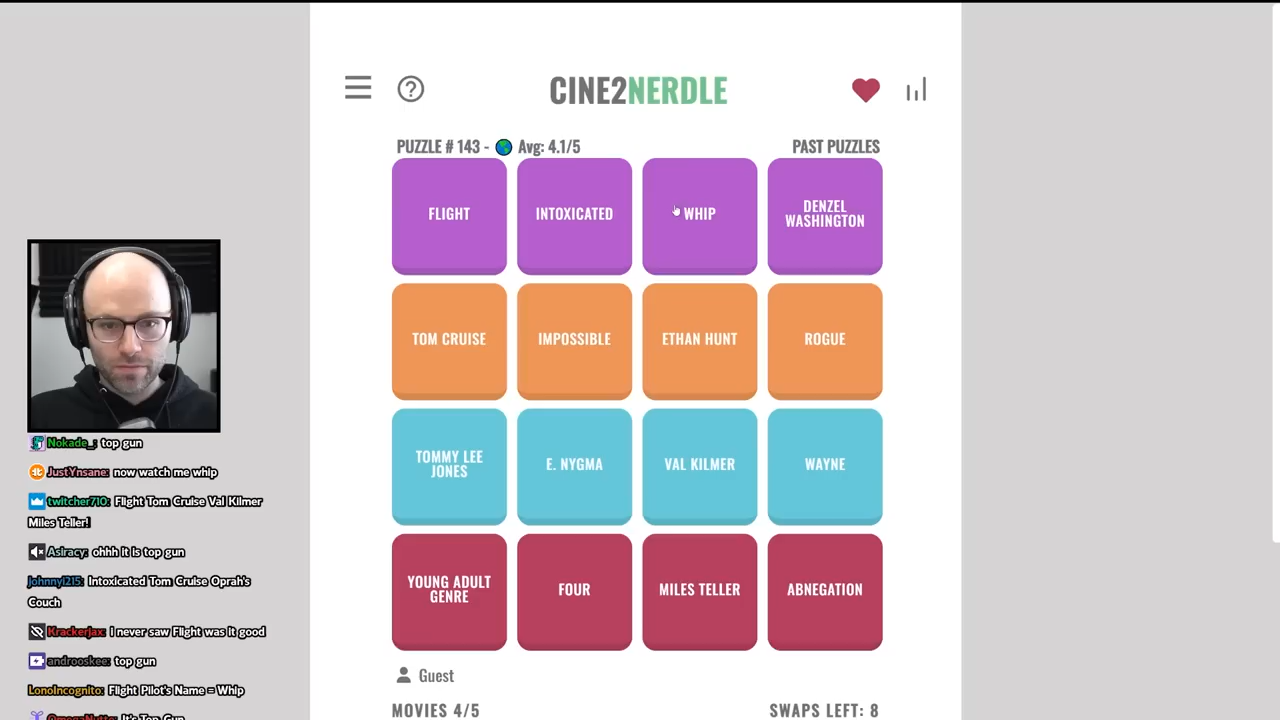 CINE2NERDLE
PUZZLE # 143 - Avg: 4.1/5
PAST PUZZLES
FLIGHT
INTOXICATED
WHIP
DENZEL
WASHINGTON
TOM CRUISE
IMPOSSIBLE
ETHAN HUNT
ROGUE
TOMMY LEE
JONES
E. NYGMA
VAL KILMER
WAYNE
YOUNG ADULT
GENRE
FOUR
MILES TELLER
ABNEGATION
Guest
MOVIES 4/5
SWAPS LEFT: 8
Nokade_: top gun
JustYnsane: now watch me whip
twitcher710: Flight Tom Cruise Val Kilmer
Miles Teller!
Asiracy: ohhh it is top gun
Johnny1215: Intoxicated Tom Cruise Oprah's
Couch
Krackerjax: I never saw Flight was it good
androoskee: top gun
LonoIncognito: Flight Pilot's Name = Whip
It's Top Gun